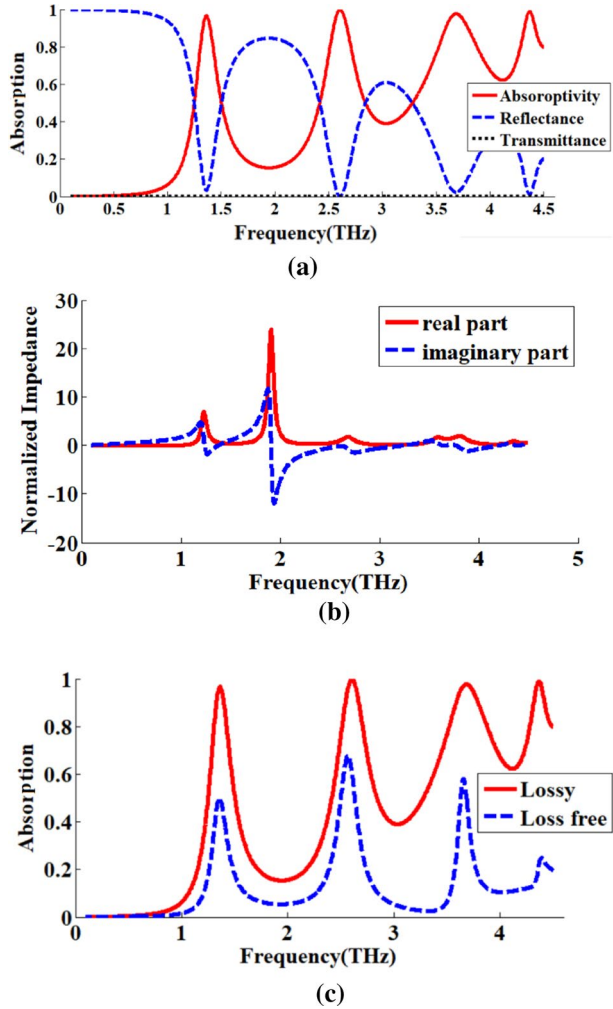 1
0.8
0.6
0.4
0.2
0
Absorption
Absoroptivity
Reflectance
Transmittance
0 0.5 1 1.5 2 2.5 3 3.5 4 4.5
Frequency(THz)
(a)
30
20
10
0
-10
-20
Normalized Impedance
real part
imaginary part
0 1 2 3 4 5
Frequency(THz)
(b)
1
0.8
0.6
0.4
0.2
0
Absorption
Lossy
Loss free
0 1 2 3 4
Frequency(THz)
(c)